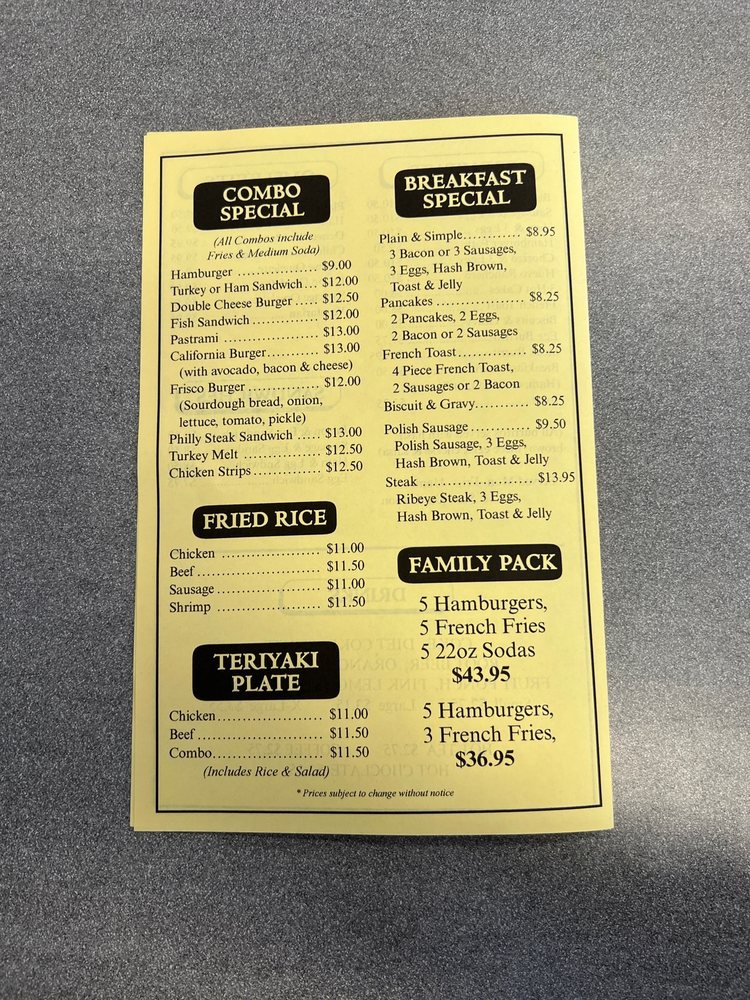 COMBO
SPECIAL
(All Combos include
Fries & Medium Soda)
Hamburger ................ $9.00
Turkey or Ham Sandwich... $12.00
Double Cheese Burger ..... $12.50
Fish Sandwich ............. $12.00
Pastrami .................... $13.00
California Burger........... $13.00
(with avocado, bacon & cheese)
Frisco Burger .............. $12.00
(Sourdough bread, onion,
lettuce, tomato, pickle)
Philly Steak Sandwich ..... $13.00
Turkey Melt ............... $12.50
Chicken Strips............. $12.50
FRIED RICE
Chicken .................... $11.00
Beef ......................... $11.50
Sausage..................... $11.00
Shrimp ..................... $11.50
TERIYAKI
PLATE
Chicken..................... $11.00
Beef ......................... $11.50
Combo...................... $11.50
(Includes Rice & Salad)
BREAKFAST
SPECIAL
Plain & Simple............ $8.95
3 Bacon or 3 Sausages,
3 Eggs, Hash Brown,
Toast & Jelly
Pancakes .................. $8.25
2 Pancakes, 2 Eggs,
2 Bacon or 2 Sausages
French Toast.............. $8.25
4 Piece French Toast,
2 Sausages or 2 Bacon
Biscuit & Gravy........... $8.25
Polish Sausage ............ $9.50
Polish Sausage, 3 Eggs,
Hash Brown, Toast & Jelly
Steak ...................... $13.95
Ribeye Steak, 3 Eggs,
Hash Brown, Toast & Jelly
FAMILY PACK
5 Hamburgers,
5 French Fries
5 22oz Sodas
$43.95
5 Hamburgers,
3 French Fries,
$36.95
* Prices subject to change without notice